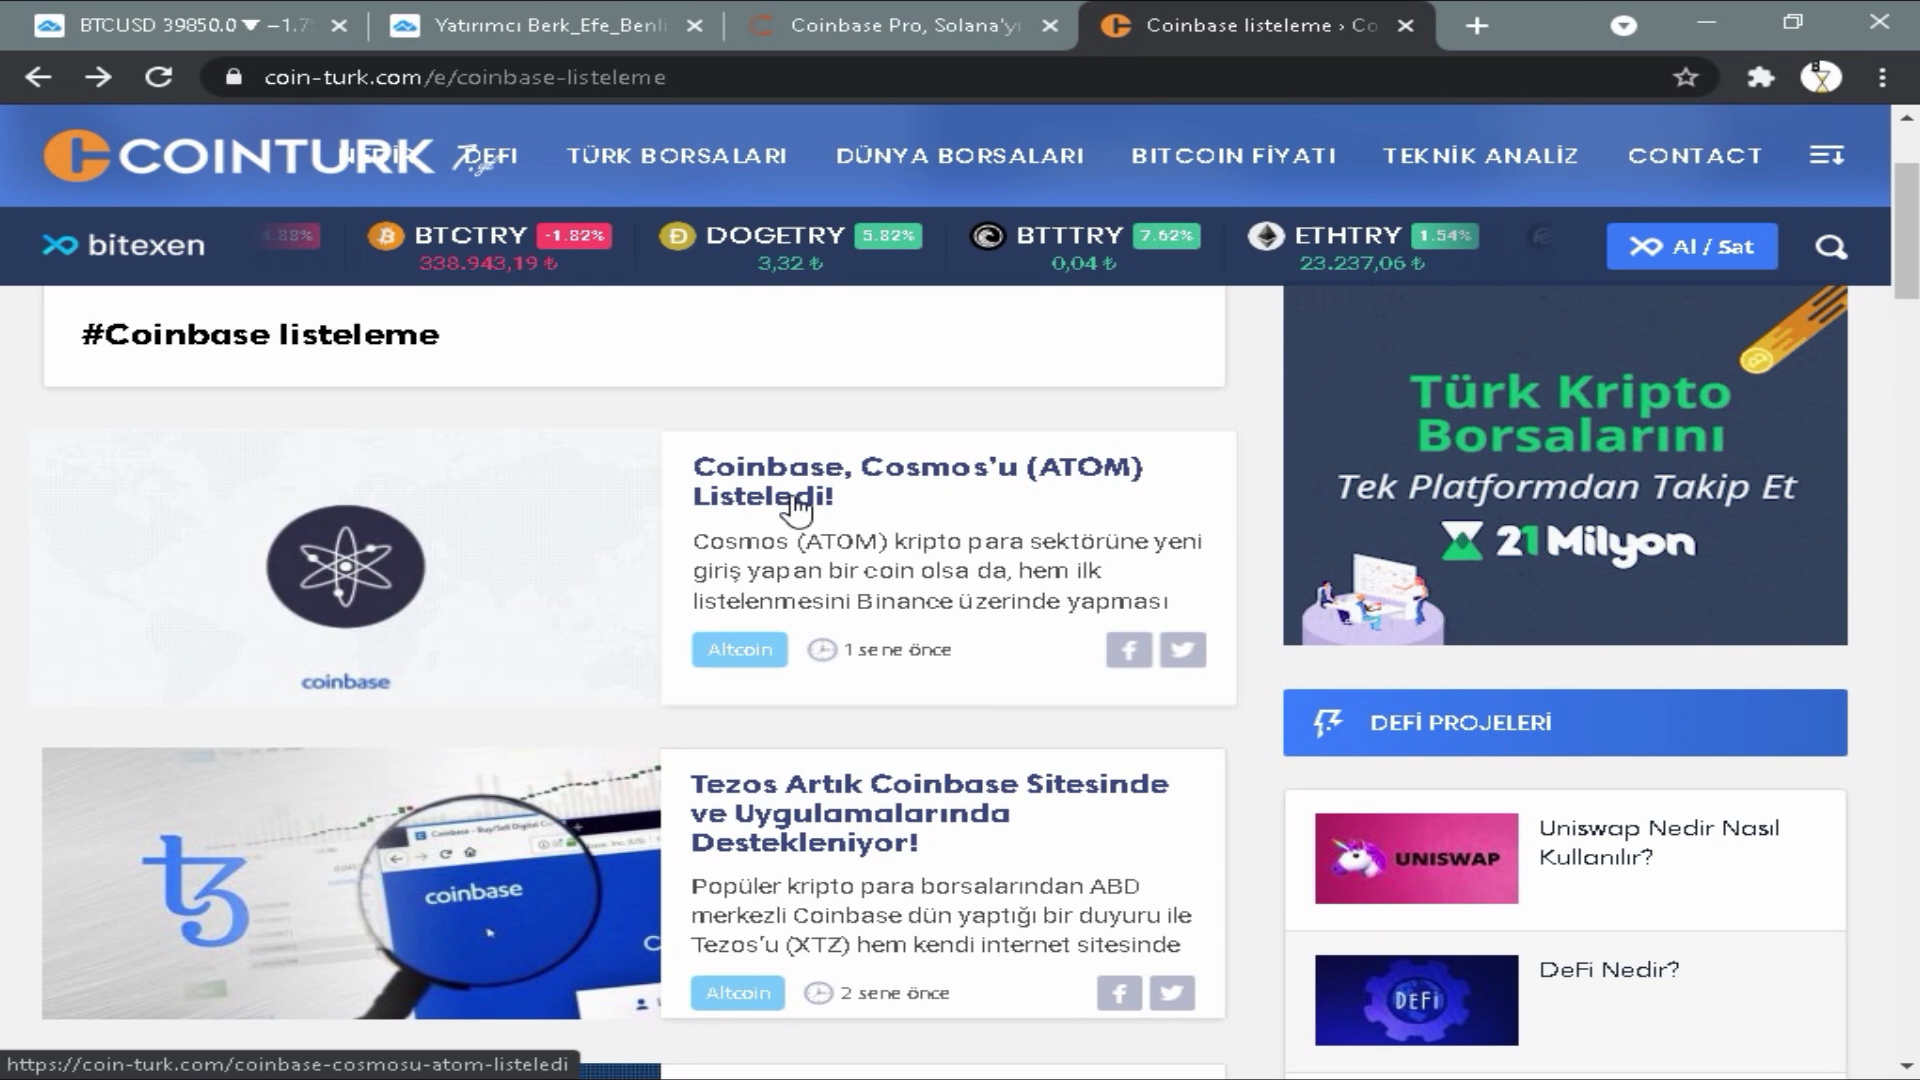 BTCUSD 39850.0 ▼ −1.7
Yatırımcı Berk_Efe_Benli
Coinbase Pro, Solana'yı
Coinbase listeleme › Co
coin-turk.com/e/coinbase-listeleme
COINTURK
DEFI
TÜRK BORSALARI
DÜNYA BORSALARI
BITCOIN FİYATI
TEKNİK ANALİZ
CONTACT
bitexen
BTCTRY -1.82%
338.943,19 ₺
DOGETRY 5.82%
3,32 ₺
BTTTRY 7.62%
0,04 ₺
ETHTRY 1.54%
23.237,06 ₺
Al / Sat
#Coinbase listeleme
Coinbase, Cosmos'u (ATOM)
Listeledi!
Cosmos (ATOM) kripto para sektörüne yeni
giriş yapan bir coin olsa da, hem ilk
listelenmesini Binance üzerinde yapması
Altcoin
1 sene önce
coinbase
Tezos Artık Coinbase Sitesinde
ve Uygulamalarında
Destekleniyor!
Popüler kripto para borsalarından ABD
merkezli Coinbase dün yaptığı bir duyuru ile
Tezos'u (XTZ) hem kendi internet sitesinde
Altcoin
2 sene önce
coinbase
Türk Kripto
Borsalarını
Tek Platformdan Takip Et
21 Milyon
DEFİ PROJELERİ
UNISWAP
Uniswap Nedir Nasıl
Kullanılır?
DEFi
DeFi Nedir?
https://coin-turk.com/coinbase-cosmosu-atom-listeledi